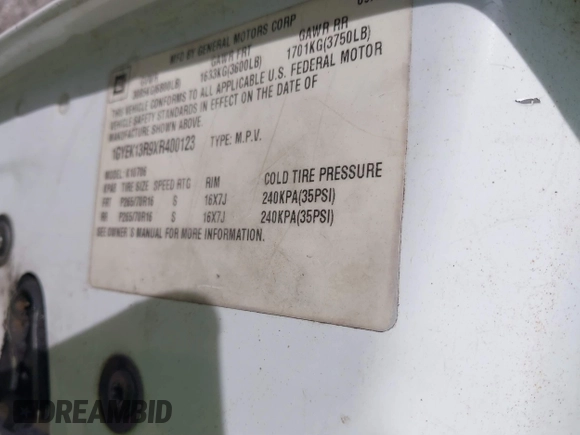 MFD BY GENERAL MOTORS CORP
GVWR GAWR FRT GAWR RR
1633KG(3600LB) 1701KG(3750LB)
THIS VEHICLE CONFORMS TO ALL APPLICABLE U.S. FEDERAL MOTOR
VEHICLE SAFETY STANDARDS IN EFFECT ON THE DATE OF
MANUFACTURE SHOWN ABOVE.
1GYEK13R9XR400123 TYPE: M.P.V.
MODEL: K10706
TIRE SIZE SPEED RTG RIM COLD TIRE PRESSURE
FRT P265/70R16 S 16X7J 240KPA(35PSI)
RR P265/70R16 S 16X7J 240KPA(35PSI)
SEE OWNER'S MANUAL FOR MORE INFORMATION.
DREAMBID